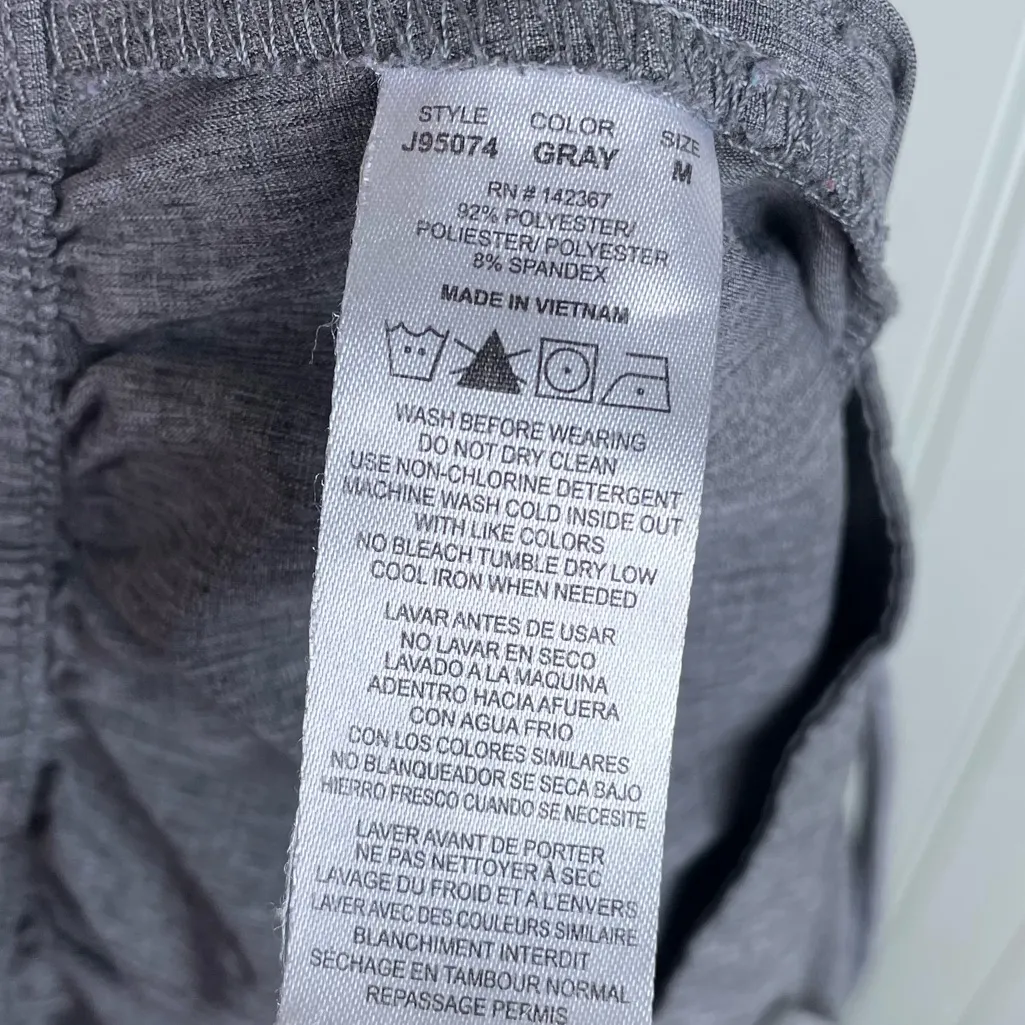 STYLE COLOR SIZE
J95074 GRAY M
RN # 142367
92% POLYESTER/
POLIESTER/ POLYESTER
8% SPANDEX
MADE IN VIETNAM
WASH BEFORE WEARING
DO NOT DRY CLEAN
USE NON-CHLORINE DETERGENT
MACHINE WASH COLD INSIDE OUT
WITH LIKE COLORS
NO BLEACH TUMBLE DRY LOW
COOL IRON WHEN NEEDED
LAVAR ANTES DE USAR
NO LAVAR EN SECO
LAVADO A LA MAQUINA
ADENTRO HACIA AFUERA
CON AGUA FRIO
CON LOS COLORES SIMILARES
NO BLANQUEADOR SE SECA BAJO
HIERRO FRESCO CUANDO SE NECESITE
LAVER AVANT DE PORTER
NE PAS NETTOYER À SEC
LAVAGE DU FROID ET A L'ENVERS
LAVER AVEC DES COULEURS SIMILAIRE
BLANCHIMENT INTERDIT
SÉCHAGE EN TAMBOUR NORMAL
REPASSAGE PERMIS